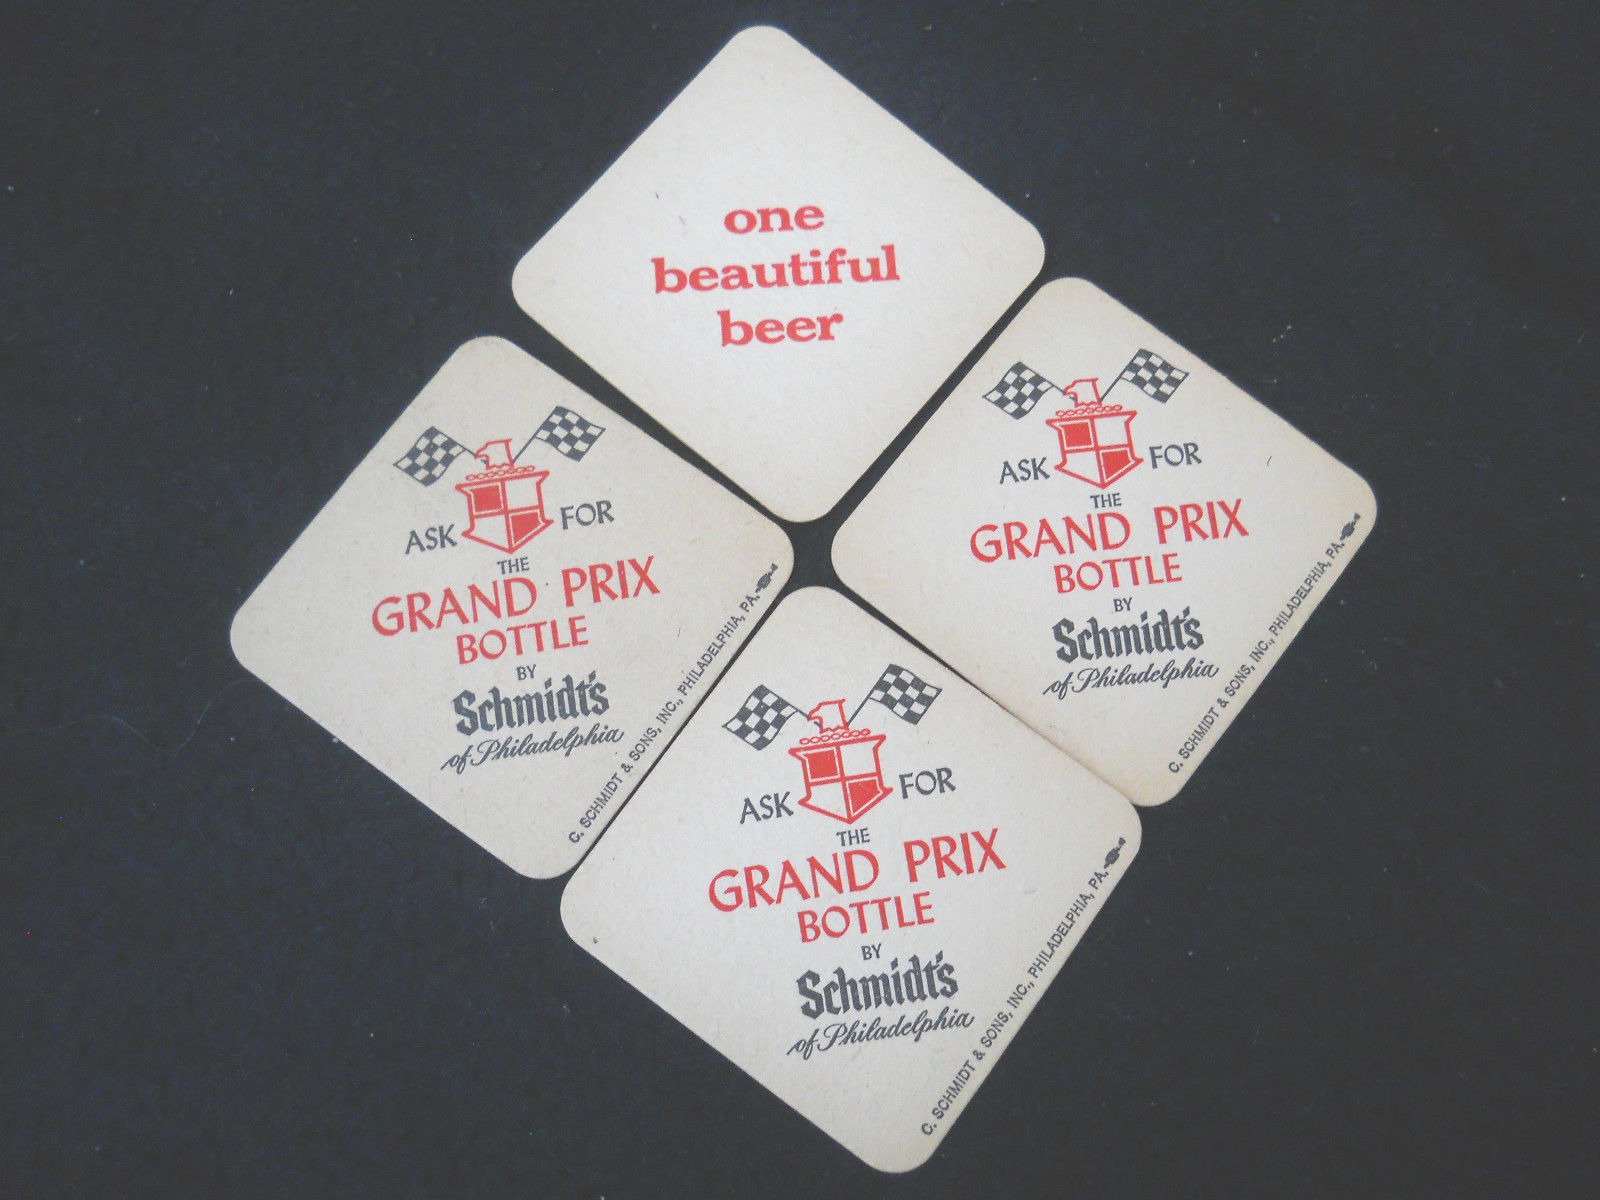 one
beautiful
beer
ASK FOR
THE
GRAND PRIX
BOTTLE
BY
Schmidt's
of Philadelphia
C. SCHMIDT & SONS, INC., PHILADELPHIA, PA.
ASK FOR
THE
GRAND PRIX
BOTTLE
BY
Schmidt's
of Philadelphia
C. SCHMIDT & SONS, INC., PHILADELPHIA, PA.
ASK FOR
THE
GRAND PRIX
BOTTLE
BY
Schmidt's
of Philadelphia
C. SCHMIDT & SONS, INC., PHILADELPHIA, PA.